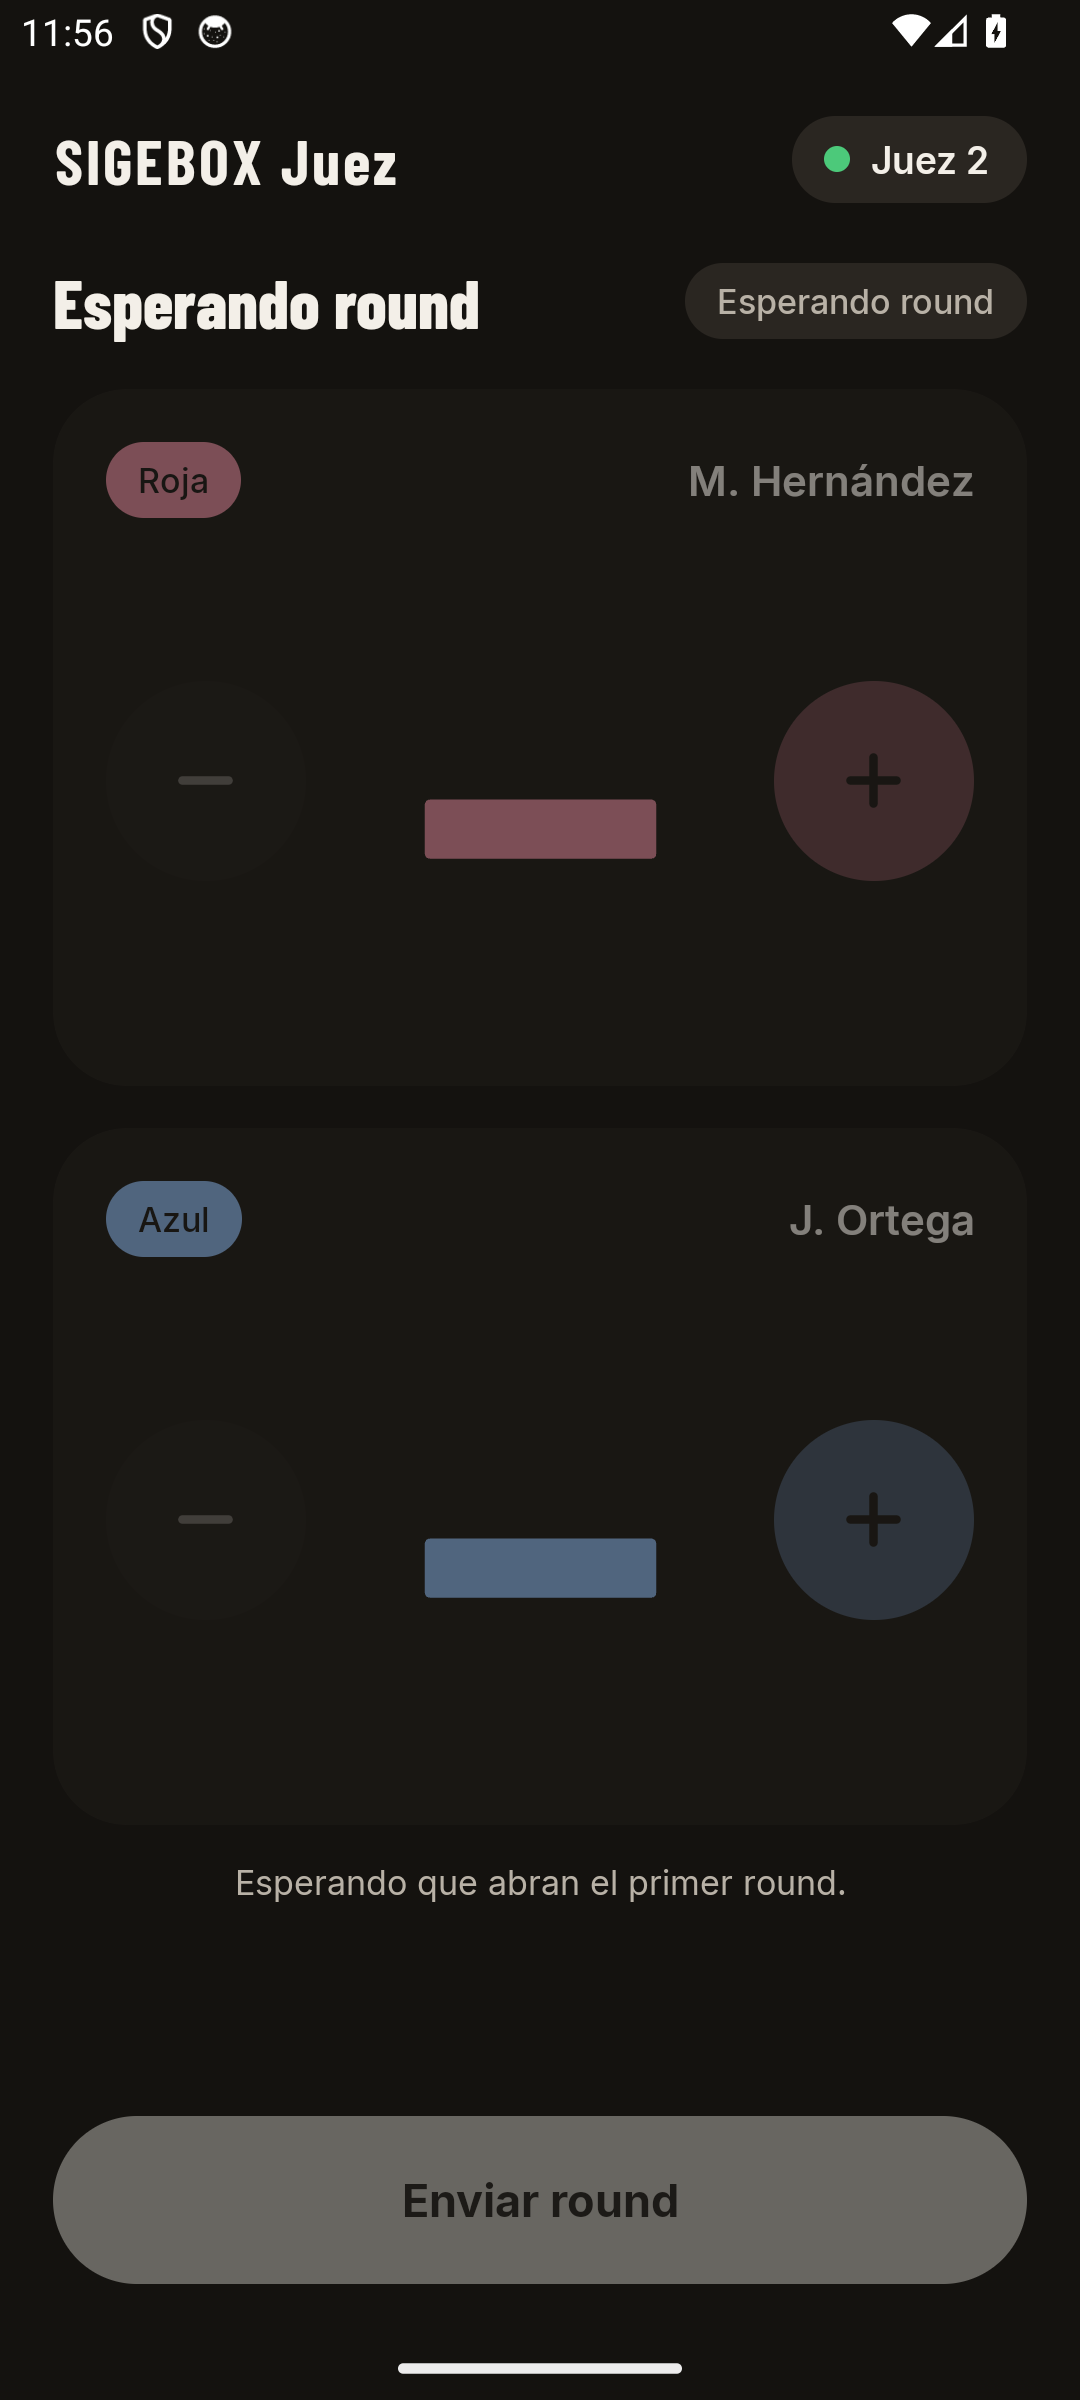 11:56
SIGEBOX Juez
Juez 2
Esperando round
Esperando round
Roja
M. Hernández
Azul
J. Ortega
Esperando que abran el primer round.
Enviar round